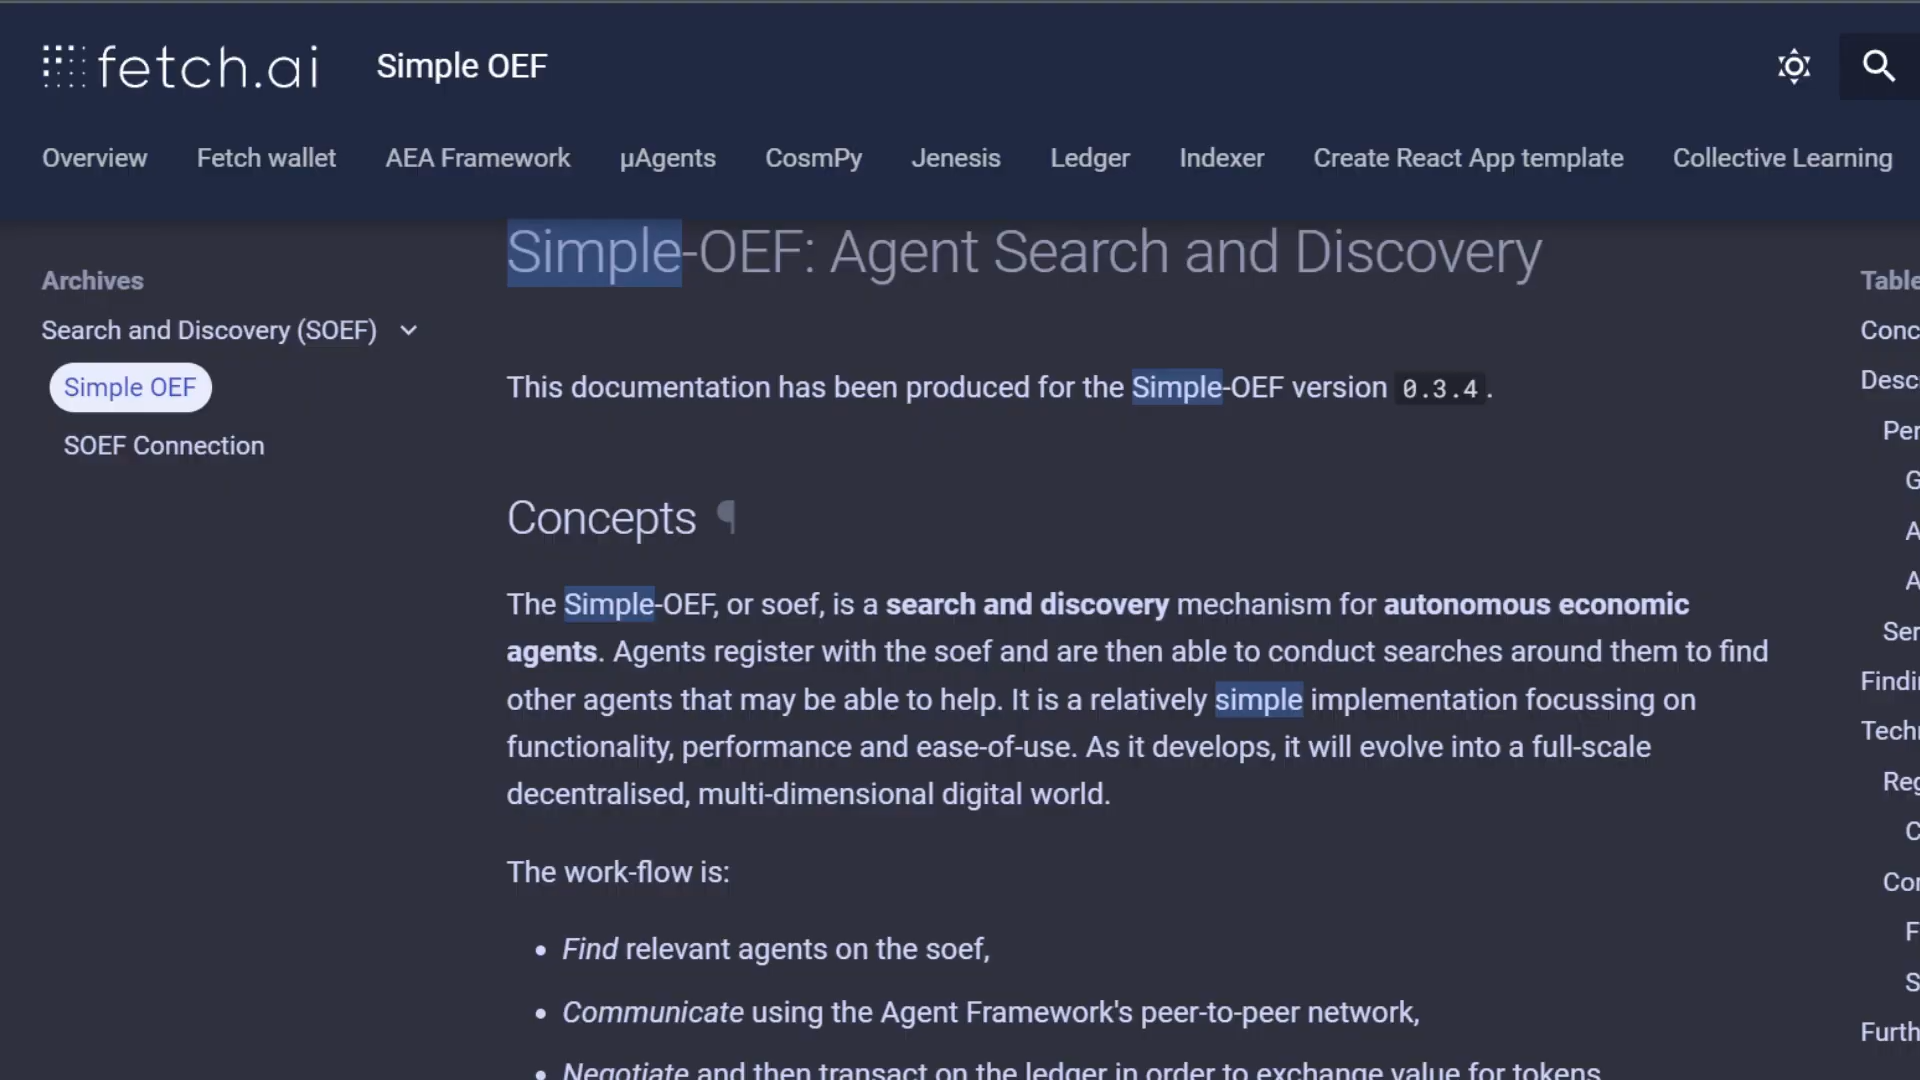 fetch.ai Simple OEF
Overview Fetch wallet AEA Framework µAgents CosmPy Jenesis Ledger Indexer Create React App template Collective Learning
Archives
Search and Discovery (SOEF)
Simple OEF
SOEF Connection
Simple-OEF: Agent Search and Discovery
This documentation has been produced for the Simple-OEF version 0.3.4.
Concepts ¶
The Simple-OEF, or soef, is a search and discovery mechanism for autonomous economic
agents. Agents register with the soef and are then able to conduct searches around them to find
other agents that may be able to help. It is a relatively simple implementation focussing on
functionality, performance and ease-of-use. As it develops, it will evolve into a full-scale
decentralised, multi-dimensional digital world.
The work-flow is:
• Find relevant agents on the soef,
• Communicate using the Agent Framework's peer-to-peer network,
• Negotiate and then transact on the ledger in order to exchange value for tokens
Table